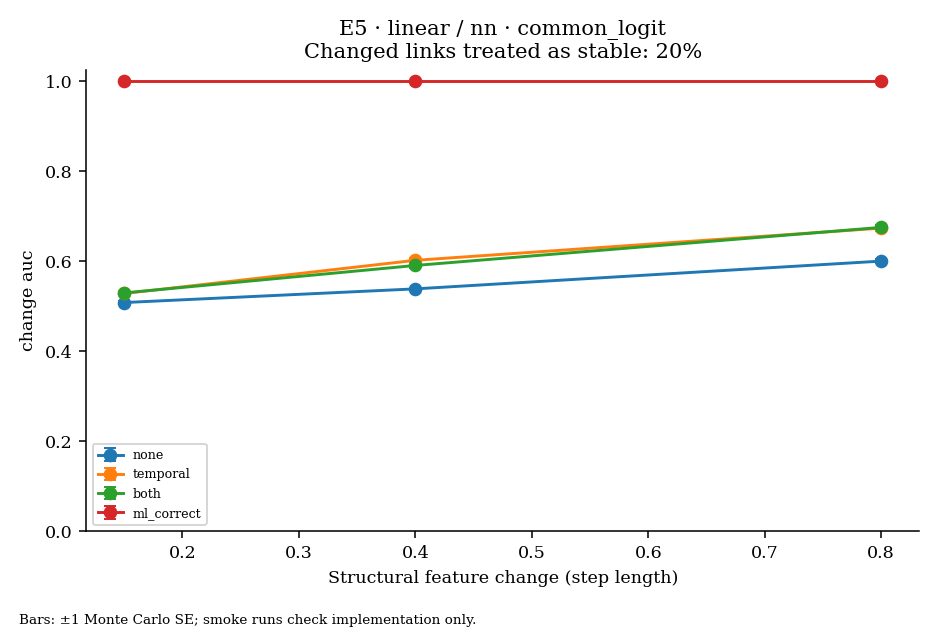 E5 · linear / nn · common_logit
Changed links treated as stable: 20%
1.0
0.8
0.6
0.4
0.2
0.0
change auc
none
temporal
both
ml_correct
0.2 0.3 0.4 0.5 0.6 0.7 0.8
Structural feature change (step length)
Bars: ±1 Monte Carlo SE; smoke runs check implementation only.